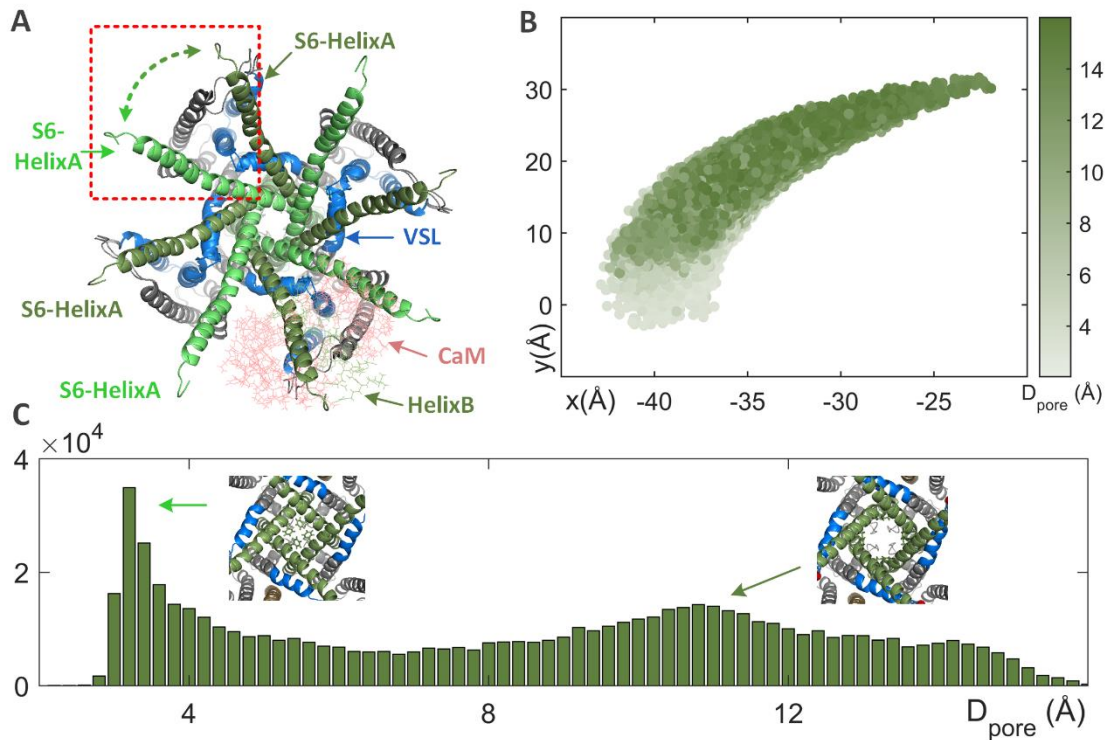 A
S6-HelixA
S6-
HelixA
VSL
S6-HelixA
CaM
S6-HelixA
HelixB
B
30
20
10
0
y(Å)
x(Å)
-40
-35
-30
-25
14
12
10
8
6
4
D_pore (Å)
C
×10^4
4
2
0
4
8
12
D_pore (Å)